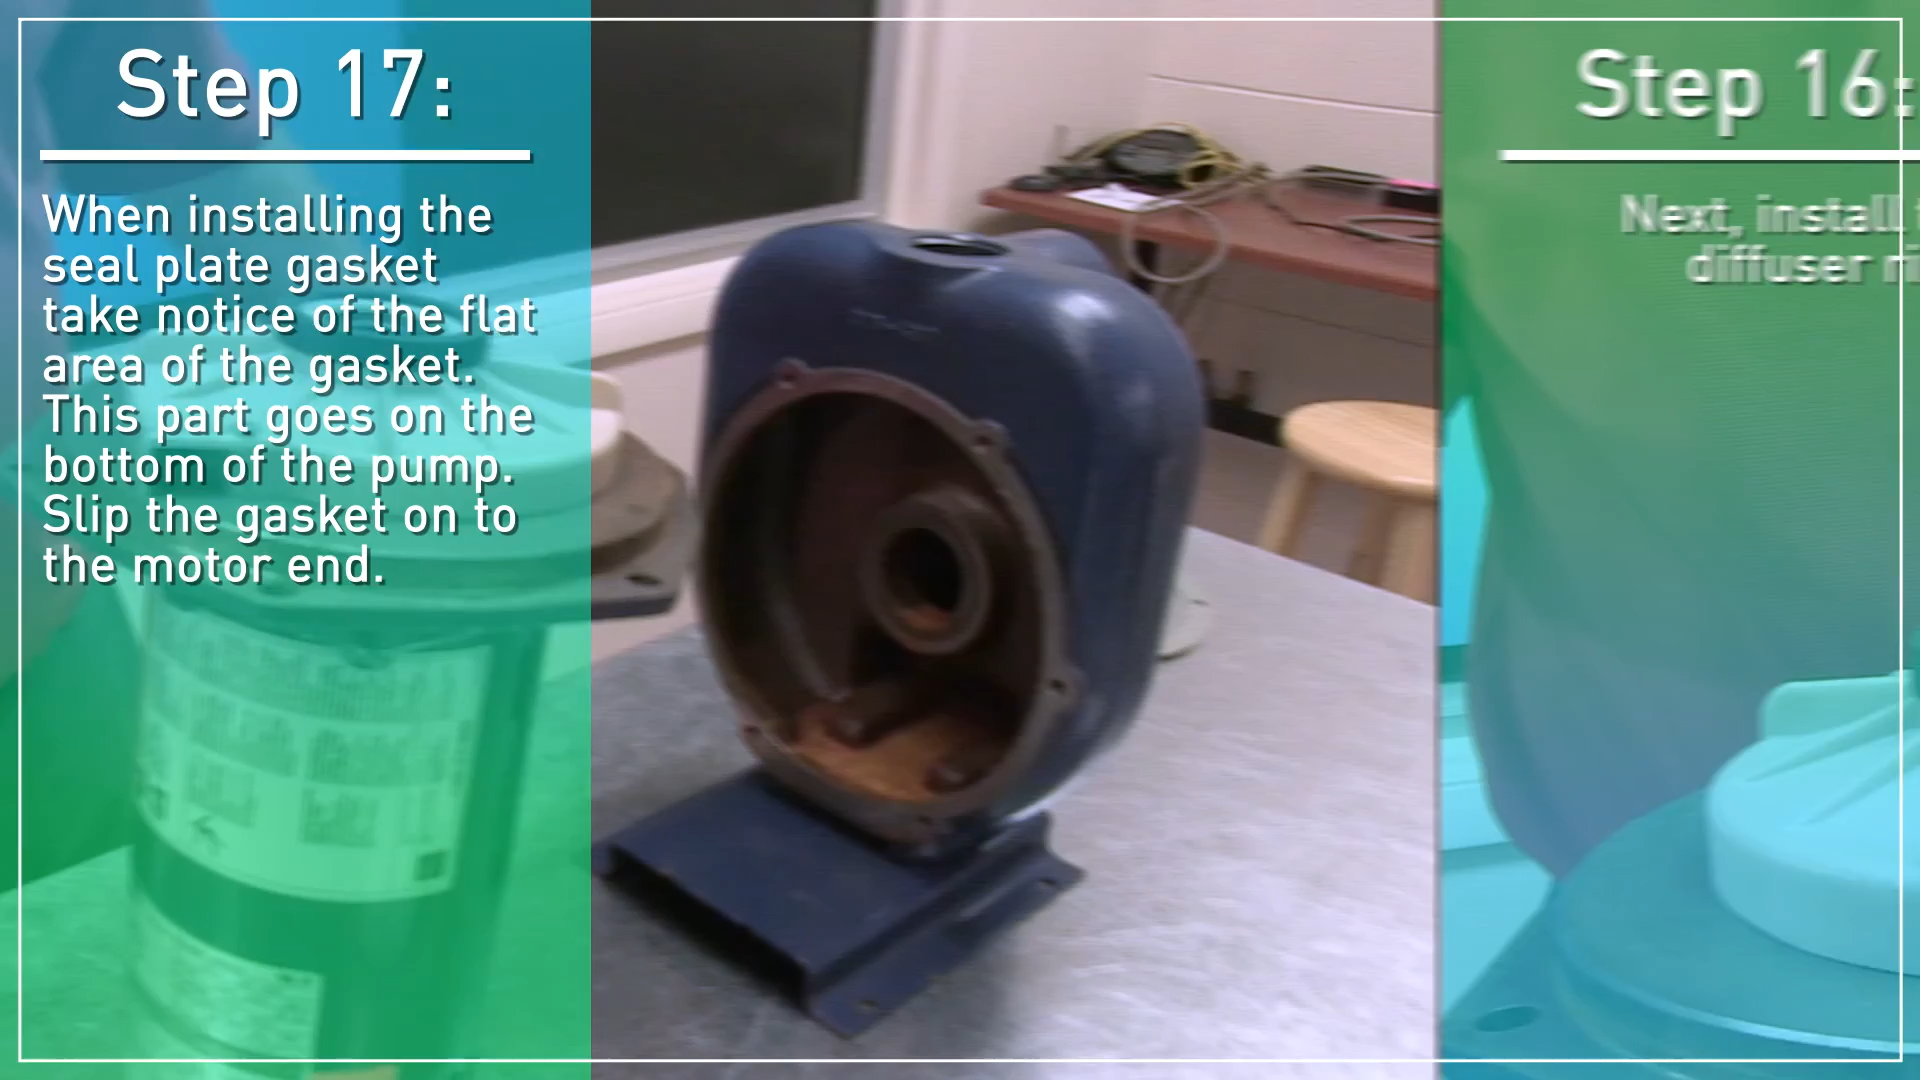 Step 17:
When installing the
seal plate gasket
take notice of the flat
area of the gasket.
This part goes on the
bottom of the pump.
Slip the gasket on to
the motor end.
Step 16:
Next, install
diffuser